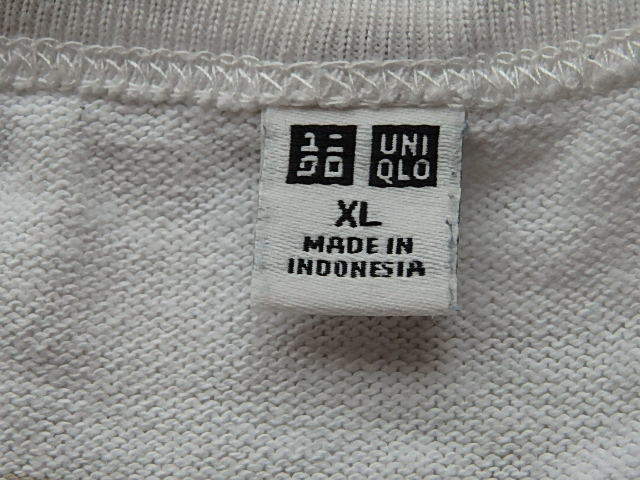 ユニ UNI
クロ QLO
XL
MADE IN
INDONESIA